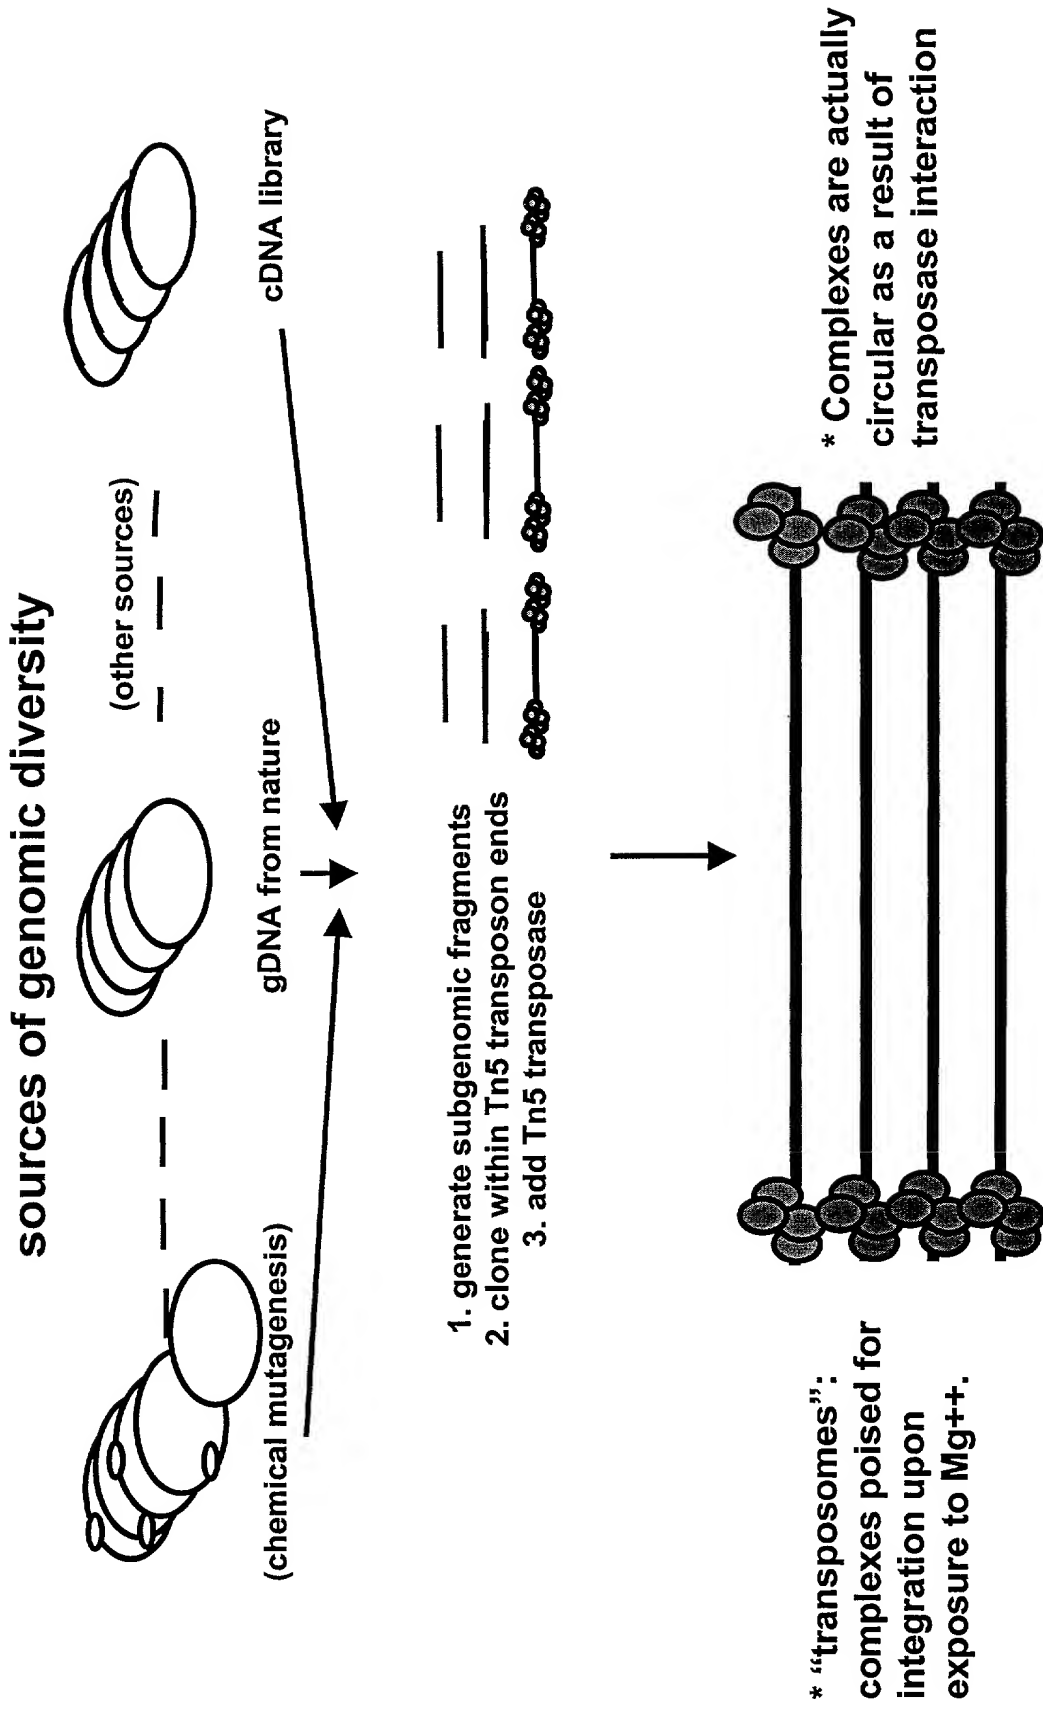 sources of genomic diversity
(other sources)
(chemical mutagenesis)
gDNA from nature
cDNA library
1. generate subgenomic fragments
2. clone within Tn5 transposon ends
3. add Tn5 transposase
* “transposomes”:
complexes poised for
integration upon
exposure to Mg++.
* Complexes are actually
circular as a result of
transposase interaction